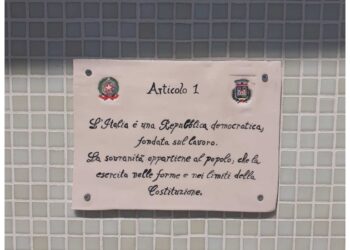 Articolo 1
L'Italia é una Repubblica democratica,
fondata sul lavoro.
La sovranità appartiene al popolo, che la
esercita nelle forme e nei limiti della
Costituzione.